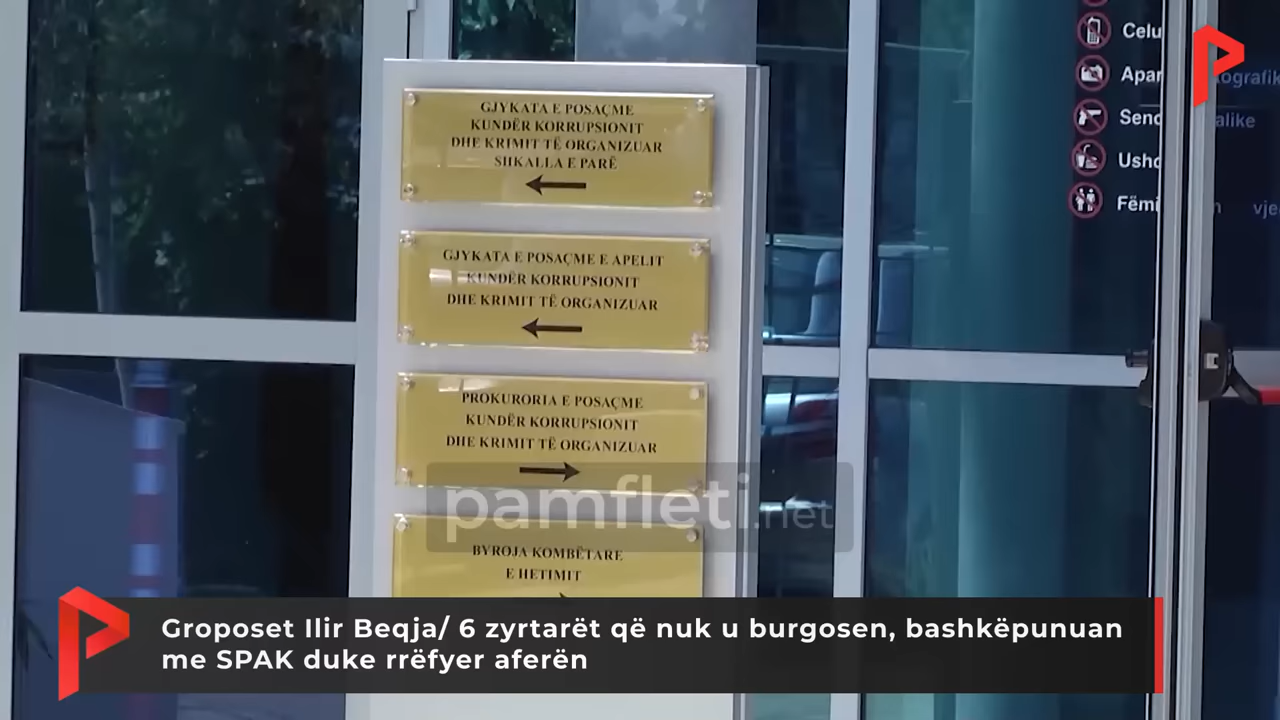 GJYKATA E POSAÇME
KUNDËR KORRUPSIONIT
DHE KRIMIT TË ORGANIZUAR
SHKALLA E PARË
GJYKATA E POSAÇME E APELIT
KUNDËR KORRUPSIONIT
DHE KRIMIT TË ORGANIZUAR
PROKURORIA E POSAÇME
KUNDËR KORRUPSIONIT
DHE KRIMIT TË ORGANIZUAR
BYROJA KOMBËTARE
E HETIMIT
pamfleti.net
Groposet Ilir Beqja/ 6 zyrtarët që nuk u burgosen, bashkëpunuan
me SPAK duke rrëfyer aferën